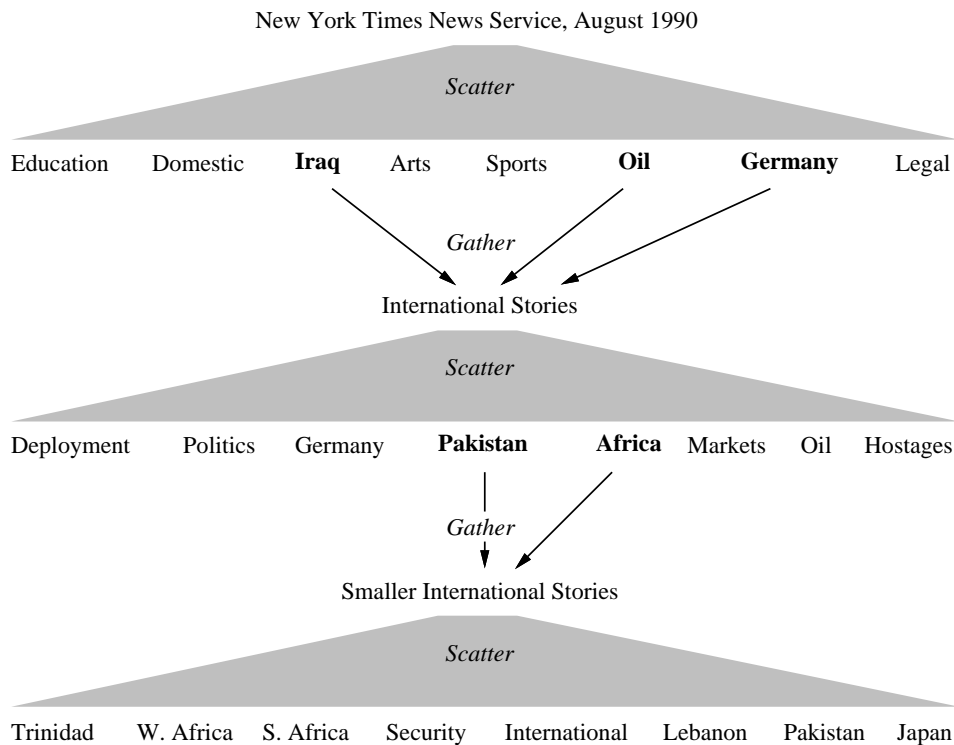 New York Times News Service, August 1990
Scatter
Education Domestic Iraq Arts Sports Oil Germany Legal
Gather
International Stories
Scatter
Deployment Politics Germany Pakistan Africa Markets Oil Hostages
Gather
Smaller International Stories
Scatter
Trinidad W. Africa S. Africa Security International Lebanon Pakistan Japan